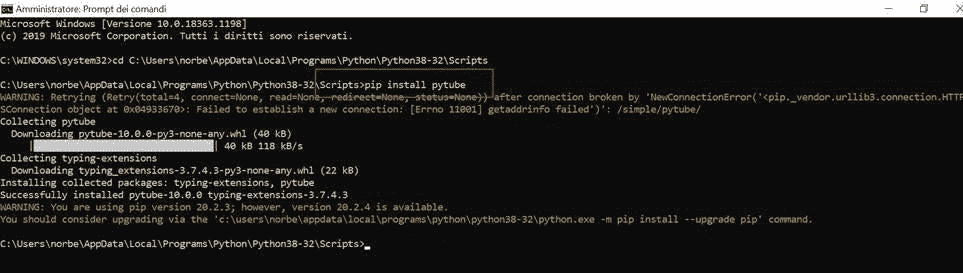 Amministratore: Prompt dei comandi
Microsoft Windows [Versione 10.0.18363.1198]
(c) 2019 Microsoft Corporation. Tutti i diritti sono riservati.
C:\WINDOWS\system32>cd C:\Users\norbe\AppData\Local\Programs\Python\Python38-32\Scripts
C:\Users\norbe\AppData\Local\Programs\Python\Python38-32\Scripts>pip install pytube
WARNING: Retrying (Retry(total=4, connect=None, read=None, redirect=None, status=None)) after connection broken by 'NewConnectionError('<pip._vendor.urllib3.connection.HTTP
SConnection object at 0x04933670>: Failed to establish a new connection: [Errno 11001] getaddrinfo failed')': /simple/pytube/
Collecting pytube
Downloading pytube-10.0.0-py3-none-any.whl (40 kB)
40 kB 118 kB/s
Collecting typing-extensions
Downloading typing_extensions-3.7.4.3-py3-none-any.whl (22 kB)
Installing collected packages: typing-extensions, pytube
Successfully installed pytube-10.0.0 typing-extensions-3.7.4.3
WARNING: You are using pip version 20.2.3; however, version 20.2.4 is available.
You should consider upgrading via the 'c:\users\norbe\appdata\local\programs\python\python38-32\python.exe -m pip install --upgrade pip' command.
C:\Users\norbe\AppData\Local\Programs\Python\Python38-32\Scripts>